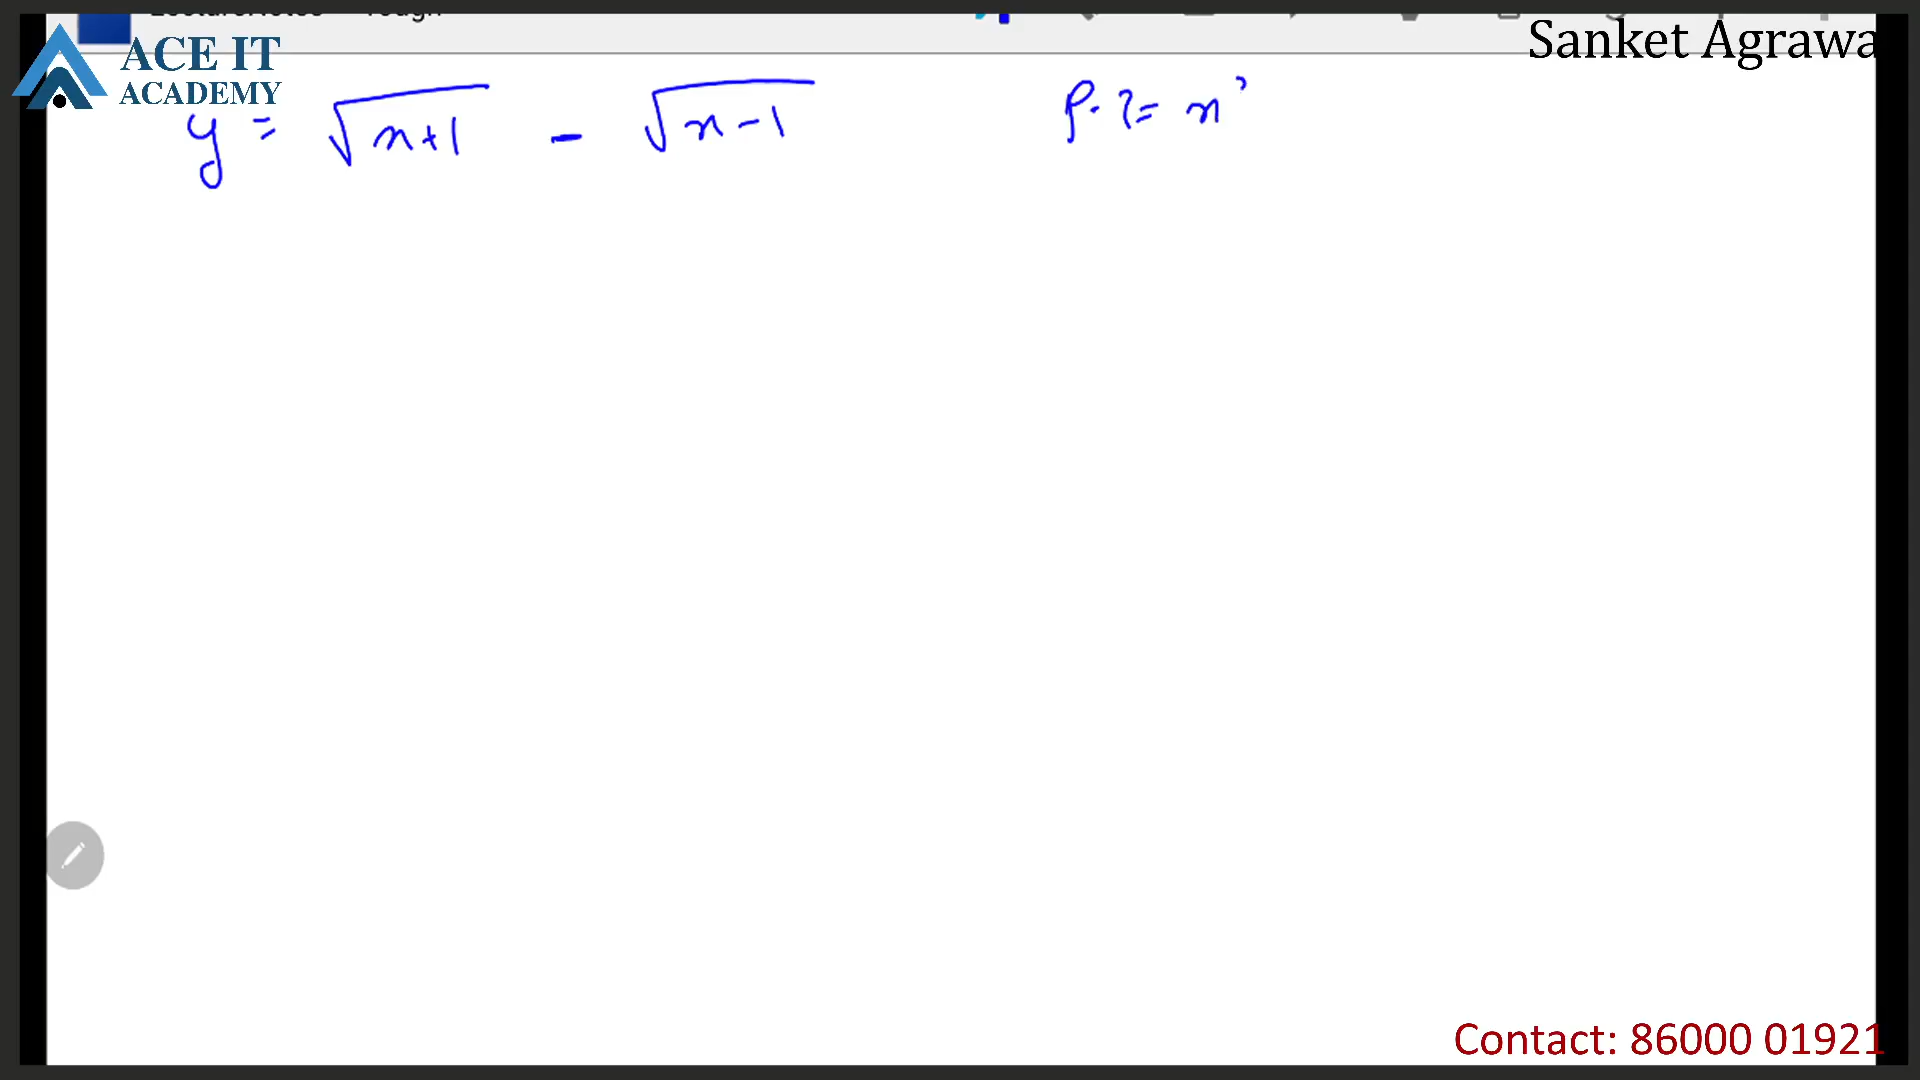 Sanket Agrawa
ACE IT
ACADEMY
y = √(x+1) - √(x-1)
P.T=
Contact: 86000 01921